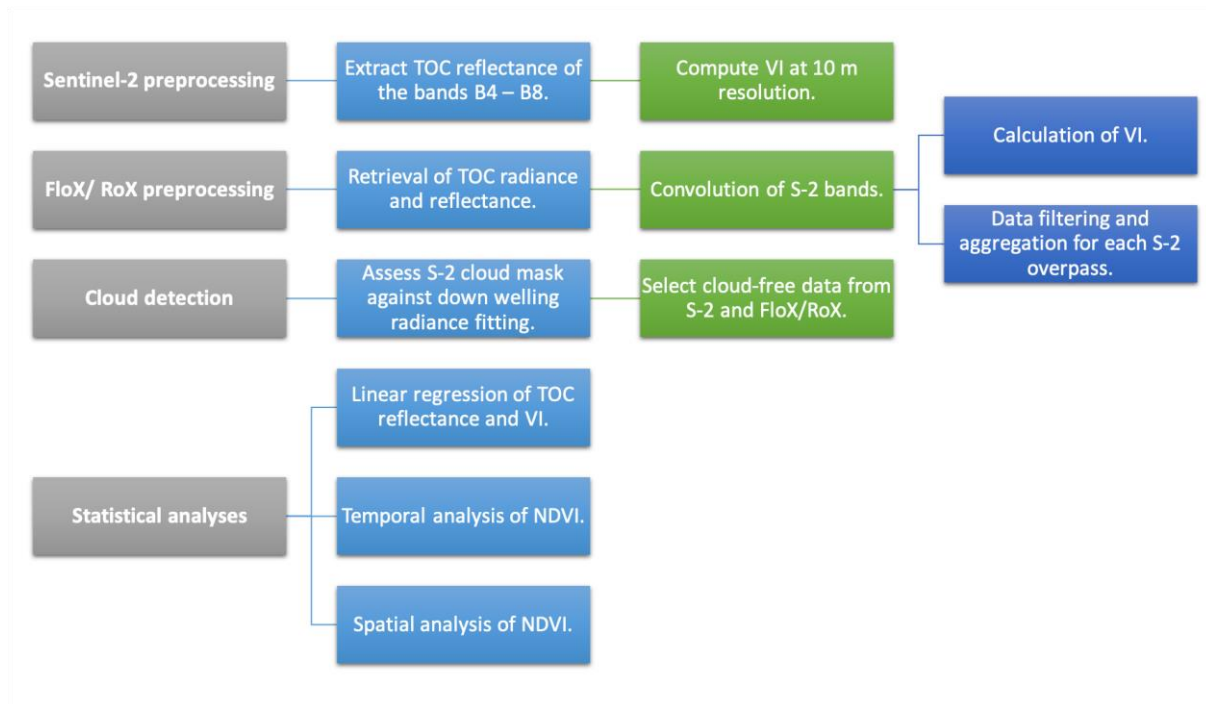 Sentinel-2 preprocessing
Extract TOC reflectance of
the bands B4 – B8.
Compute VI at 10 m
resolution.
FloX/ RoX preprocessing
Retrieval of TOC radiance
and reflectance.
Convolution of S-2 bands.
Calculation of VI.
Data filtering and
aggregation for each S-2
overpass.
Cloud detection
Assess S-2 cloud mask
against down welling
radiance fitting.
Select cloud-free data from
S-2 and FloX/RoX.
Statistical analyses
Linear regression of TOC
reflectance and VI.
Temporal analysis of NDVI.
Spatial analysis of NDVI.